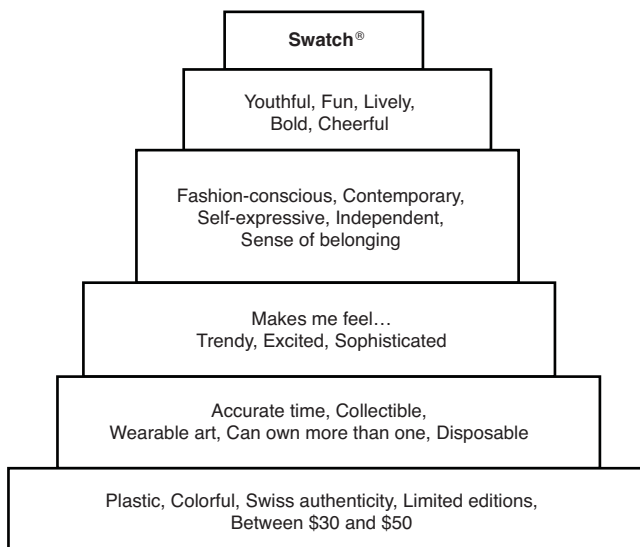 Swatch®
Youthful, Fun, Lively,
Bold, Cheerful
Fashion-conscious, Contemporary,
Self-expressive, Independent,
Sense of belonging
Makes me feel…
Trendy, Excited, Sophisticated
Accurate time, Collectible,
Wearable art, Can own more than one, Disposable
Plastic, Colorful, Swiss authenticity, Limited editions,
Between $30 and $50